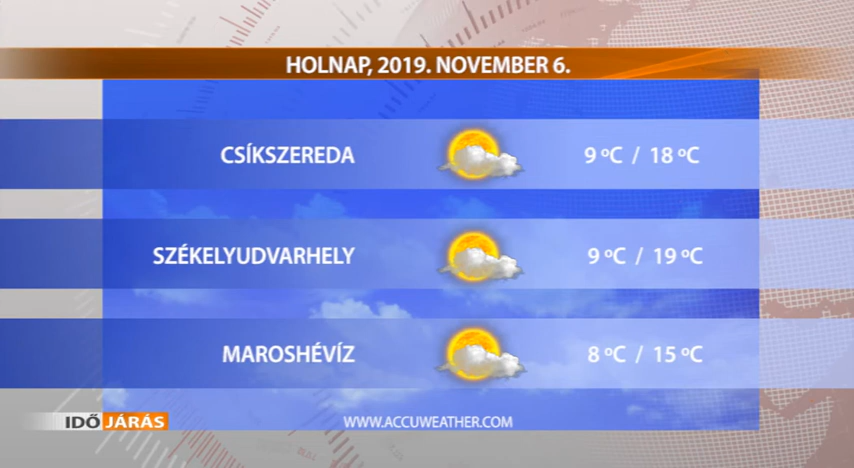 HOLNAP, 2019. NOVEMBER 6.
CSÍKSZEREDA 9 ºC / 18 ºC
SZÉKELYUDVARHELY 9 ºC / 19 ºC
MAROSHÉVÍZ 8 ºC / 15 ºC
IDŐJÁRÁS WWW.ACCUWEATHER.COM